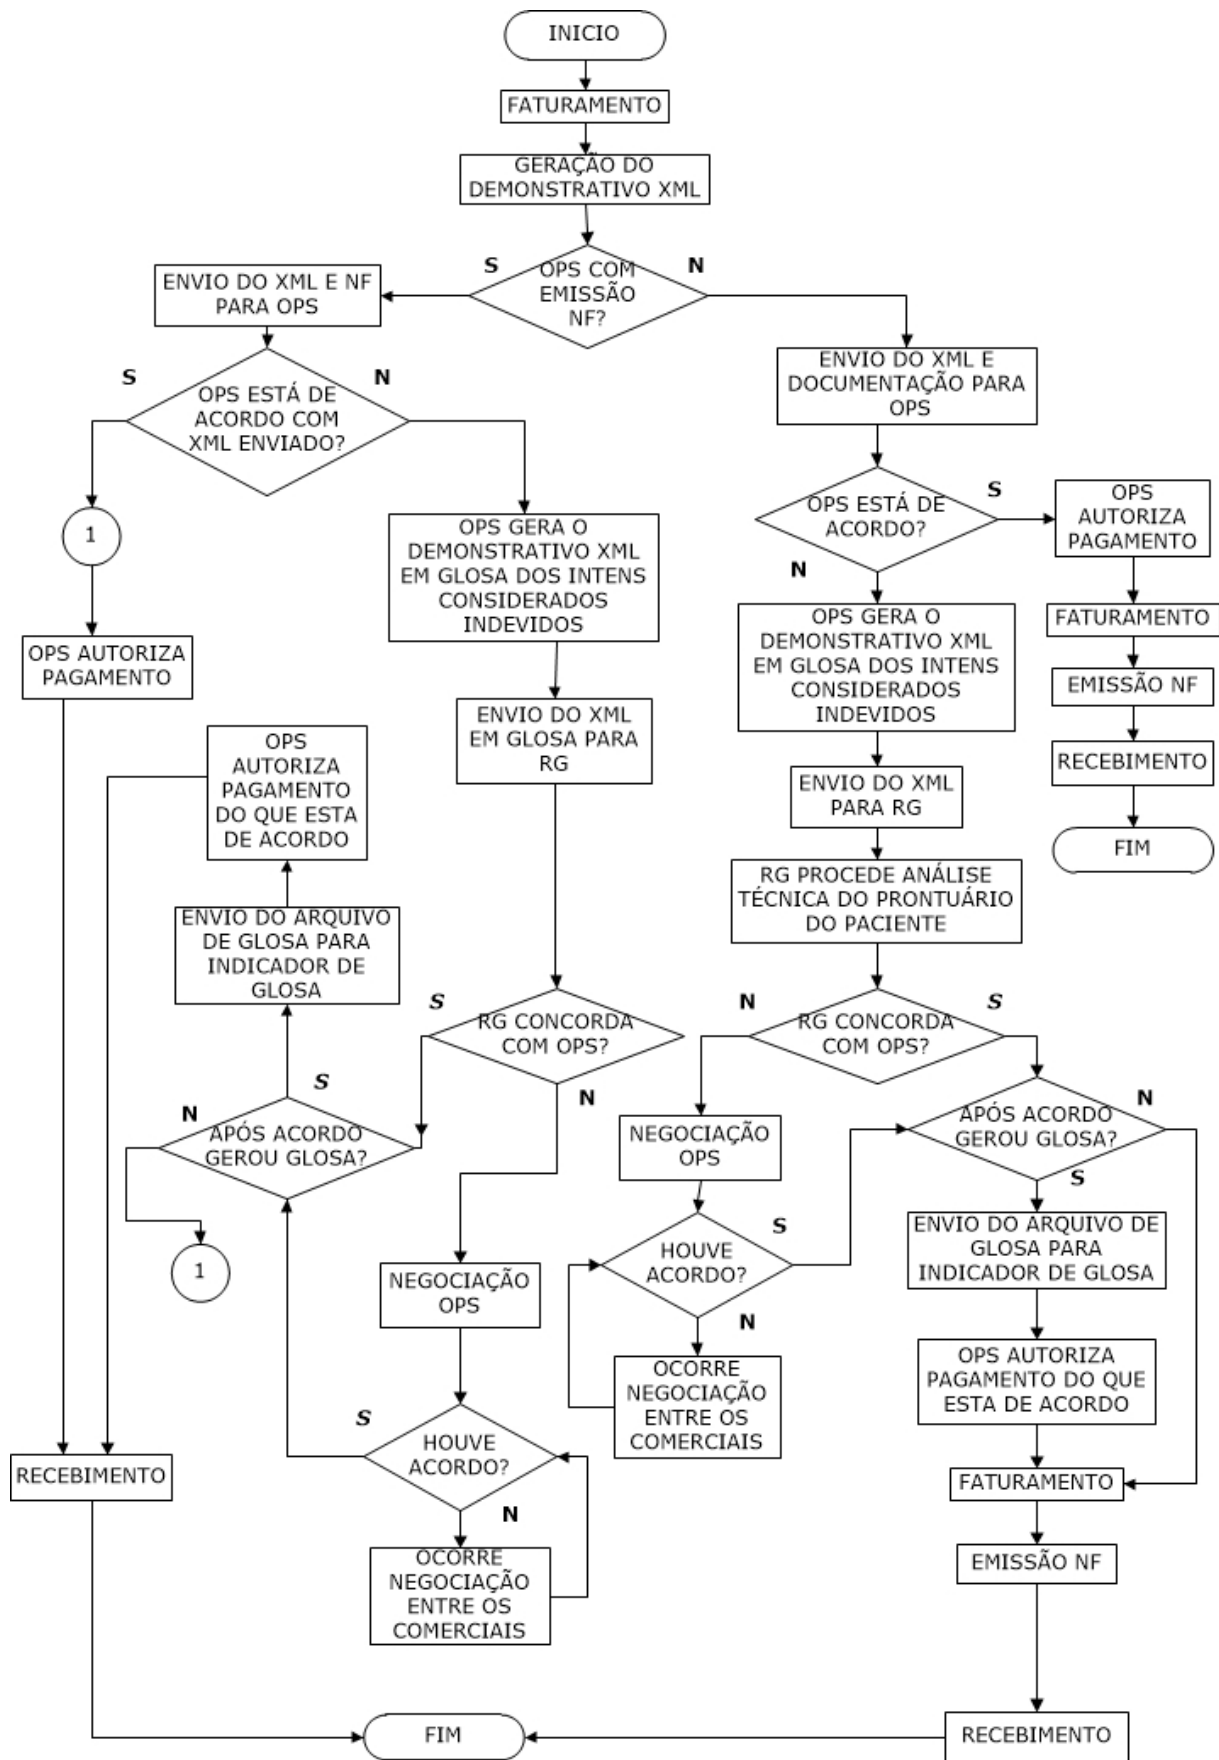 INICIO
FATURAMENTO
GERAÇÃO DO
DEMONSTRATIVO XML
OPS COM
EMISSÃO
NF?
S
N
ENVIO DO XML E NF
PARA OPS
OPS ESTÁ DE
ACORDO COM
XML ENVIADO?
S
N
1
OPS AUTORIZA
PAGAMENTO
OPS GERA O
DEMONSTRATIVO XML
EM GLOSA DOS INTENS
CONSIDERADOS
INDEVIDOS
ENVIO DO XML
EM GLOSA PARA
RG
OPS
AUTORIZA
PAGAMENTO
DO QUE ESTA
DE ACORDO
ENVIO DO ARQUIVO
DE GLOSA PARA
INDICADOR DE
GLOSA
RG CONCORDA
COM OPS?
S
N
APÓS ACORDO
GEROU GLOSA?
S
N
1
NEGOCIAÇÃO
OPS
HOUVE
ACORDO?
S
N
OCORRE
NEGOCIAÇÃO
ENTRE OS
COMERCIAIS
RECEBIMENTO
ENVIO DO XML E
DOCUMENTAÇÃO PARA
OPS
OPS ESTÁ DE
ACORDO?
S
N
OPS
AUTORIZA
PAGAMENTO
FATURAMENTO
EMISSÃO NF
RECEBIMENTO
FIM
OPS GERA O
DEMONSTRATIVO XML
EM GLOSA DOS INTENS
CONSIDERADOS
INDEVIDOS
ENVIO DO XML
PARA RG
RG PROCEDE ANÁLISE
TÉCNICA DO PRONTUÁRIO
DO PACIENTE
RG CONCORDA
COM OPS?
N
S
NEGOCIAÇÃO
OPS
HOUVE
ACORDO?
S
N
OCORRE
NEGOCIAÇÃO
ENTRE OS
COMERCIAIS
APÓS ACORDO
GEROU GLOSA?
N
S
ENVIO DO ARQUIVO DE
GLOSA PARA
INDICADOR DE GLOSA
OPS AUTORIZA
PAGAMENTO DO QUE
ESTA DE ACORDO
FATURAMENTO
EMISSÃO NF
RECEBIMENTO
FIM